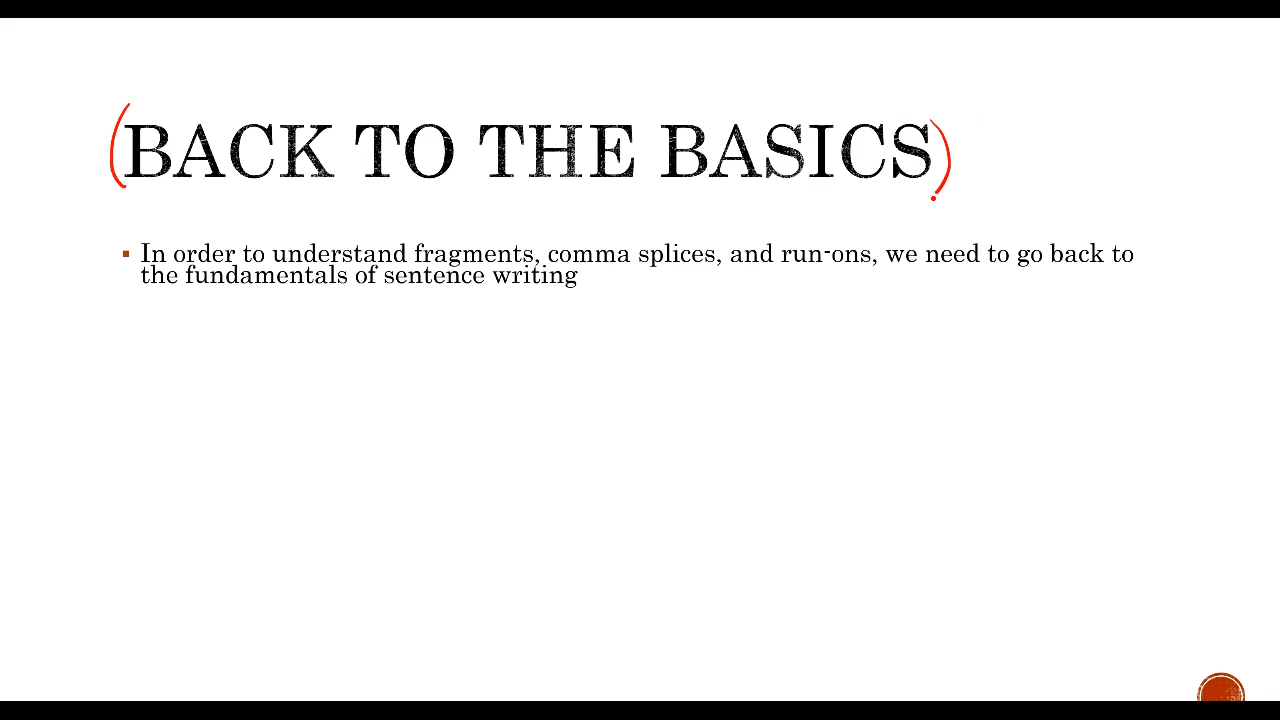 (BACK TO THE BASICS)
▪ In order to understand fragments, comma splices, and run-ons, we need to go back to
the fundamentals of sentence writing